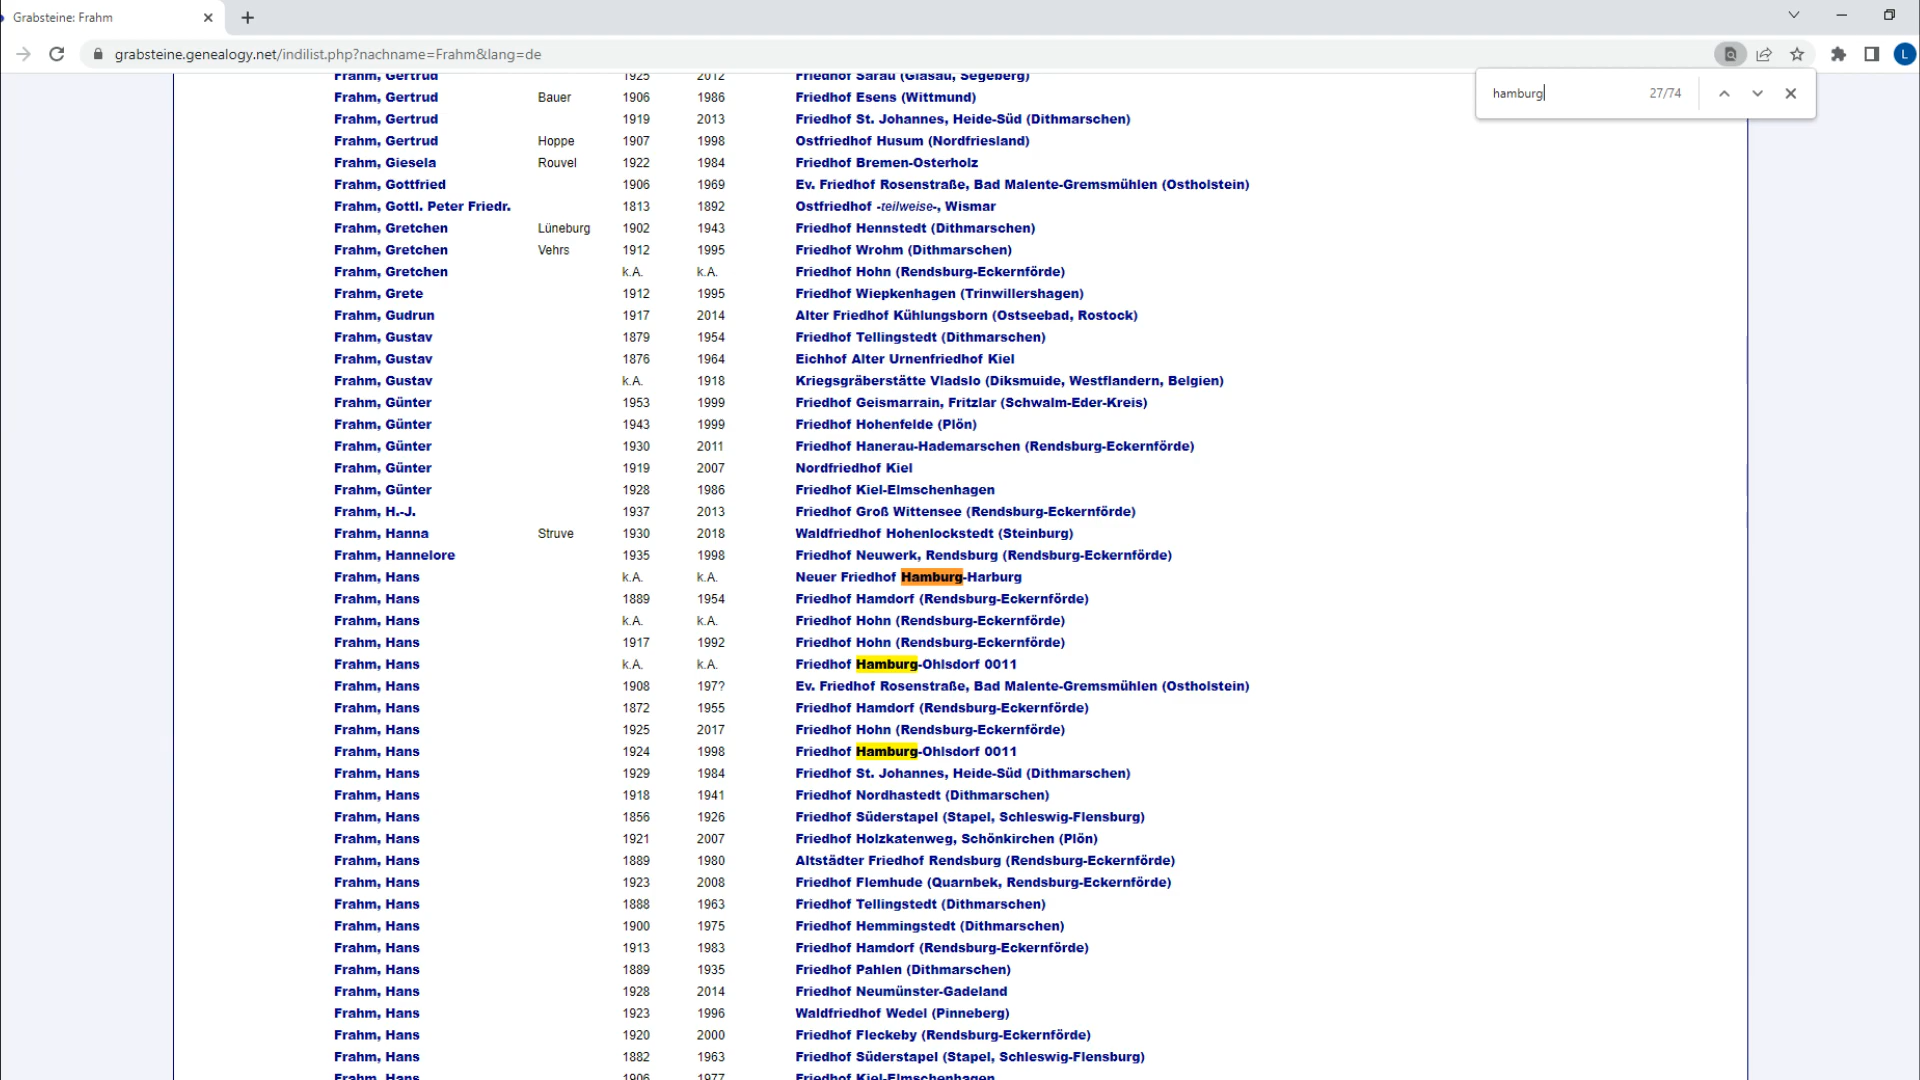 Grabsteine: Frahm
grabsteine.genealogy.net/indilist.php?nachname=Frahm&lang=de
L
hamburg 27/74
Frahm, Gertrud 1925 2012 Friedhof Sarau (Glasau, Segeberg)
Frahm, Gertrud Bauer 1906 1986 Friedhof Esens (Wittmund)
Frahm, Gertrud 1919 2013 Friedhof St. Johannes, Heide-Süd (Dithmarschen)
Frahm, Gertrud Hoppe 1907 1998 Ostfriedhof Husum (Nordfriesland)
Frahm, Giesela Rouvel 1922 1984 Friedhof Bremen-Osterholz
Frahm, Gottfried 1906 1969 Ev. Friedhof Rosenstraße, Bad Malente-Gremsmühlen (Ostholstein)
Frahm, Gottl. Peter Friedr. 1813 1892 Ostfriedhof -teilweise-, Wismar
Frahm, Gretchen Lüneburg 1902 1943 Friedhof Hennstedt (Dithmarschen)
Frahm, Gretchen Vehrs 1912 1995 Friedhof Wrohm (Dithmarschen)
Frahm, Gretchen k.A. k.A. Friedhof Hohn (Rendsburg-Eckernförde)
Frahm, Grete 1912 1995 Friedhof Wiepkenhagen (Trinwillershagen)
Frahm, Gudrun 1917 2014 Alter Friedhof Kühlungsborn (Ostseebad, Rostock)
Frahm, Gustav 1879 1954 Friedhof Tellingstedt (Dithmarschen)
Frahm, Gustav 1876 1964 Eichhof Alter Urnenfriedhof Kiel
Frahm, Gustav k.A. 1918 Kriegsgräberstätte Vladslo (Diksmuide, Westflandern, Belgien)
Frahm, Günter 1953 1999 Friedhof Geismarrain, Fritzlar (Schwalm-Eder-Kreis)
Frahm, Günter 1943 1999 Friedhof Hohenfelde (Plön)
Frahm, Günter 1930 2011 Friedhof Hanerau-Hademarschen (Rendsburg-Eckernförde)
Frahm, Günter 1919 2007 Nordfriedhof Kiel
Frahm, Günter 1928 1986 Friedhof Kiel-Elmschenhagen
Frahm, H.-J. 1937 2013 Friedhof Groß Wittensee (Rendsburg-Eckernförde)
Frahm, Hanna Struve 1930 2018 Waldfriedhof Hohenlockstedt (Steinburg)
Frahm, Hannelore 1935 1998 Friedhof Neuwerk, Rendsburg (Rendsburg-Eckernförde)
Frahm, Hans k.A. k.A. Neuer Friedhof Hamburg-Harburg
Frahm, Hans 1889 1954 Friedhof Hamdorf (Rendsburg-Eckernförde)
Frahm, Hans k.A. k.A. Friedhof Hohn (Rendsburg-Eckernförde)
Frahm, Hans 1917 1992 Friedhof Hohn (Rendsburg-Eckernförde)
Frahm, Hans k.A. k.A. Friedhof Hamburg-Ohlsdorf 0011
Frahm, Hans 1908 197? Ev. Friedhof Rosenstraße, Bad Malente-Gremsmühlen (Ostholstein)
Frahm, Hans 1872 1955 Friedhof Hamdorf (Rendsburg-Eckernförde)
Frahm, Hans 1925 2017 Friedhof Hohn (Rendsburg-Eckernförde)
Frahm, Hans 1924 1998 Friedhof Hamburg-Ohlsdorf 0011
Frahm, Hans 1929 1984 Friedhof St. Johannes, Heide-Süd (Dithmarschen)
Frahm, Hans 1918 1941 Friedhof Nordhastedt (Dithmarschen)
Frahm, Hans 1856 1926 Friedhof Süderstapel (Stapel, Schleswig-Flensburg)
Frahm, Hans 1921 2007 Friedhof Holzkatenweg, Schönkirchen (Plön)
Frahm, Hans 1889 1980 Altstädter Friedhof Rendsburg (Rendsburg-Eckernförde)
Frahm, Hans 1923 2008 Friedhof Flemhude (Quarnbek, Rendsburg-Eckernförde)
Frahm, Hans 1888 1963 Friedhof Tellingstedt (Dithmarschen)
Frahm, Hans 1900 1975 Friedhof Hemmingstedt (Dithmarschen)
Frahm, Hans 1913 1983 Friedhof Hamdorf (Rendsburg-Eckernförde)
Frahm, Hans 1889 1935 Friedhof Pahlen (Dithmarschen)
Frahm, Hans 1928 2014 Friedhof Neumünster-Gadeland
Frahm, Hans 1923 1996 Waldfriedhof Wedel (Pinneberg)
Frahm, Hans 1920 2000 Friedhof Fleckeby (Rendsburg-Eckernförde)
Frahm, Hans 1882 1963 Friedhof Süderstapel (Stapel, Schleswig-Flensburg)
Frahm, Hans 1906 1977 Friedhof Kiel-Elmschenhagen